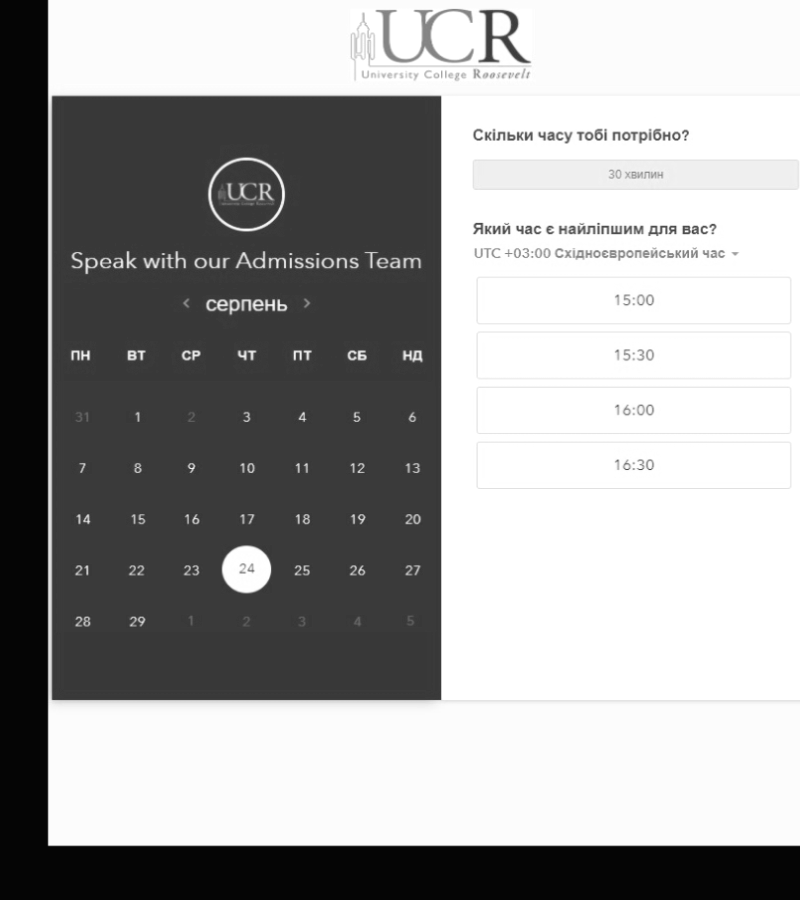 UCR
University College Roosevelt
UCR
Speak with our Admissions Team
серпень
ПН ВТ СР ЧТ ПТ СБ НД
31 1 2 3 4 5 6
7 8 9 10 11 12 13
14 15 16 17 18 19 20
21 22 23 24 25 26 27
28 29 1 2 3 4 5
Скільки часу тобі потрібно?
30 хвилин
Який час є найліпшим для вас?
UTC +03:00 Східноєвропейський час
15:00
15:30
16:00
16:30